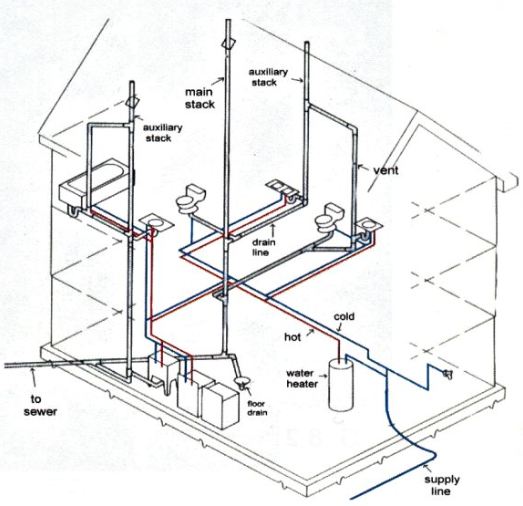 auxiliary
stack
main
stack
auxiliary
stack
vent
drain
line
cold
hot
water
heater
to
sewer
floor
drain
supply
line